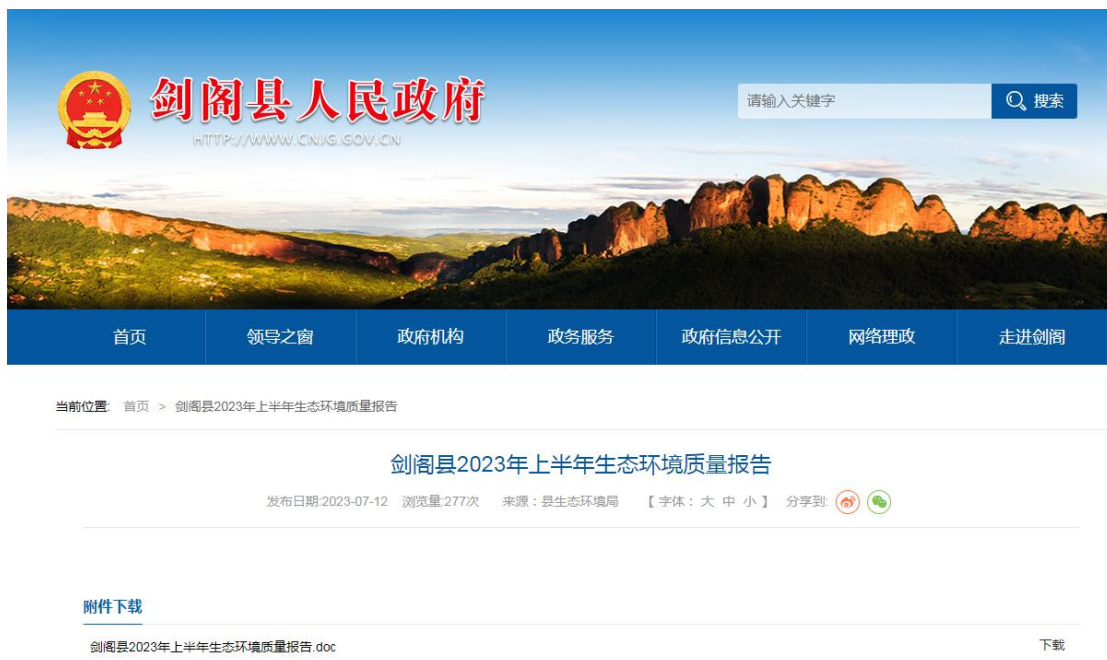 剑阁县人民政府
HTTP://WWW.CNJG.GOV.CN
请输入关键字 搜索
首页 领导之窗 政府机构 政务服务 政府信息公开 网络理政 走进剑阁
当前位置: 首页 > 剑阁县2023年上半年生态环境质量报告
剑阁县2023年上半年生态环境质量报告
发布日期:2023-07-12 浏览量:277次 来源：县生态环境局 【 字体：大 中 小 】 分享到:
附件下载
剑阁县2023年上半年生态环境质量报告.doc 下载